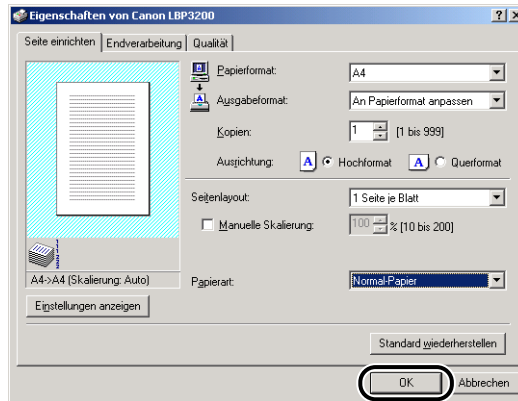 Eigenschaften von Canon LBP3200
Seite einrichten Endverarbeitung Qualität
Papierformat: A4
Ausgabeformat: An Papierformat anpassen
Kopien: 1 [1 bis 999]
Ausrichtung: A Hochformat A Querformat
Seitenlayout: 1 Seite je Blatt
Manuelle Skalierung: 100 % [10 bis 200]
A4->A4 (Skalierung: Auto)
Papierart: Normal-Papier
Einstellungen anzeigen
Standard wiederherstellen
OK Abbrechen